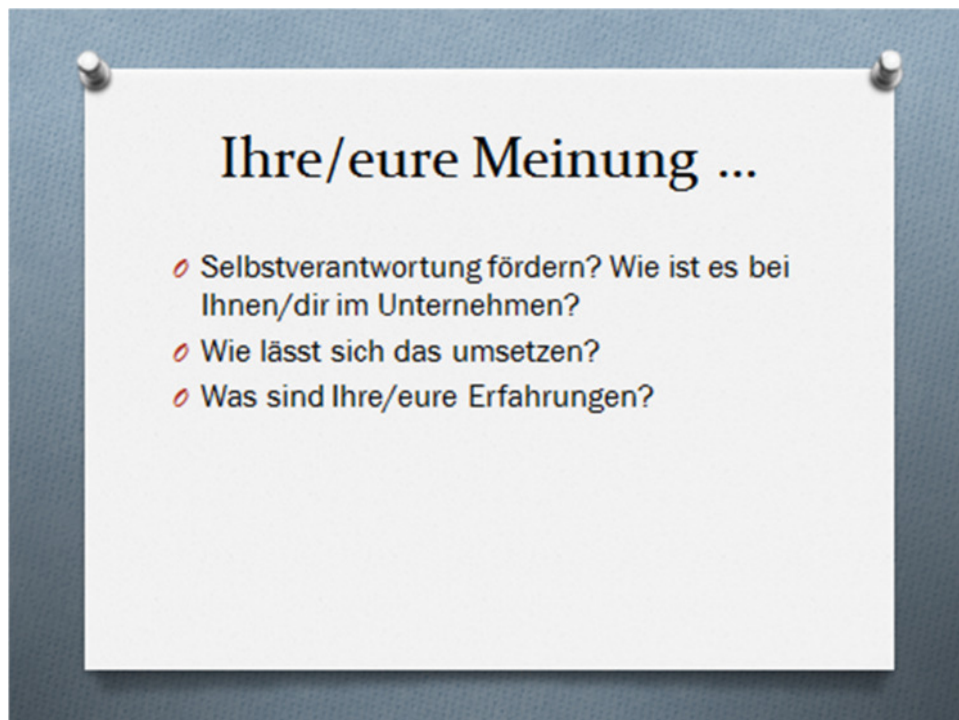 Ihre/eure Meinung ...
Selbstverantwortung fördern? Wie ist es bei
Ihnen/dir im Unternehmen?
Wie lässt sich das umsetzen?
Was sind Ihre/eure Erfahrungen?